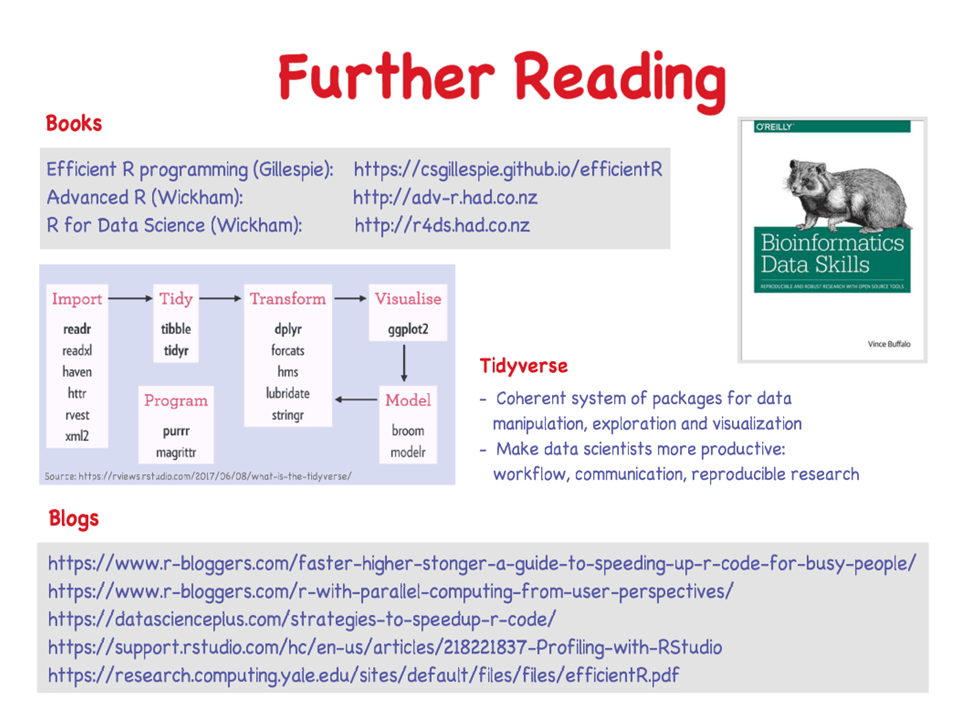 Further Reading
Books
Efficient R programming (Gillespie): https://csgillespie.github.io/efficientR
Advanced R (Wickham): http://adv-r.had.co.nz
R for Data Science (Wickham): http://r4ds.had.co.nz
O'REILLY
Bioinformatics
Data Skills
REPRODUCIBLE AND ROBUST RESEARCH WITH OPEN SOURCE TOOLS
Vince Buffalo
Import
readr
readxl
haven
httr
rvest
xml2
Tidy
tibble
tidyr
Program
purrr
magrittr
Transform
dplyr
forcats
hms
lubridate
stringr
Visualise
ggplot2
Model
broom
modelr
Source: https://rviews.rstudio.com/2017/06/08/what-is-the-tidyverse/
Tidyverse
- Coherent system of packages for data
manipulation, exploration and visualization
- Make data scientists more productive:
workflow, communication, reproducible research
Blogs
https://www.r-bloggers.com/faster-higher-stonger-a-guide-to-speeding-up-r-code-for-busy-people/
https://www.r-bloggers.com/r-with-parallel-computing-from-user-perspectives/
https://datascienceplus.com/strategies-to-speedup-r-code/
https://support.rstudio.com/hc/en-us/articles/218221837-Profiling-with-RStudio
https://research.computing.yale.edu/sites/default/files/files/efficientR.pdf